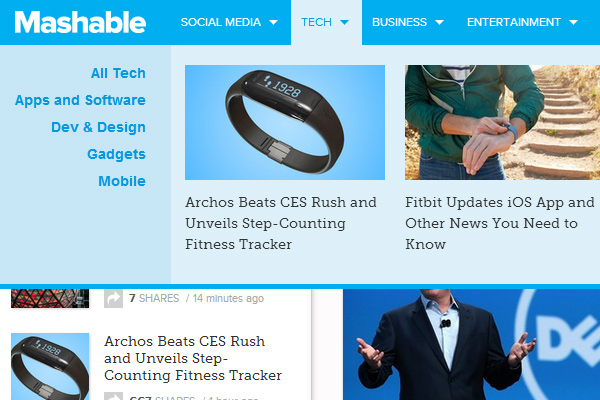 Mashable
SOCIAL MEDIA
TECH
BUSINESS
ENTERTAINMENT
All Tech
Apps and Software
Dev & Design
Gadgets
Mobile
1928
Archos Beats CES Rush and
Unveils Step-Counting
Fitness Tracker
Fitbit Updates iOS App and
Other News You Need to
Know
7 SHARES / 14 minutes ago
1928
Archos Beats CES Rush
and Unveils Step-
Counting Fitness Tracker
SHARES
DE